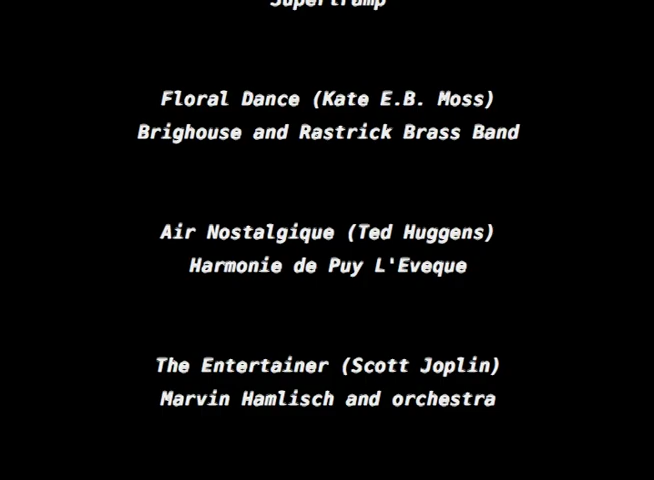 Supertramp
Floral Dance (Kate E.B. Moss)
Brighouse and Rastrick Brass Band
Air Nostalgique (Ted Huggens)
Harmonie de Puy L'Eveque
The Entertainer (Scott Joplin)
Marvin Hamlisch and orchestra